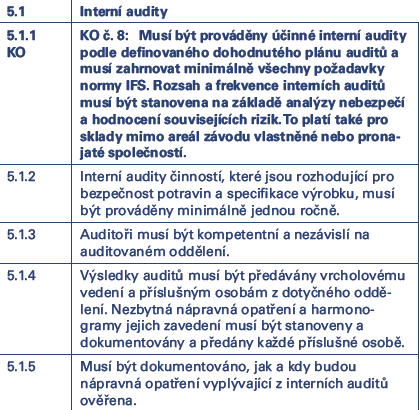 5.1 Interní audity
5.1.1 KO č. 8: Musí být prováděny účinné interní audity
KO podle definovaného dohodnutého plánu auditů a
musí zahrnovat minimálně všechny požadavky
normy IFS. Rozsah a frekvence interních auditů
musí být stanovena na základě analýzy nebezpečí
a hodnocení souvisejících rizik. To platí také pro
sklady mimo areál závodu vlastněné nebo prona-
jaté společností.
5.1.2 Interní audity činností, které jsou rozhodující pro
bezpečnost potravin a specifikace výrobku, musí
být prováděny minimálně jednou ročně.
5.1.3 Auditoři musí být kompetentní a nezávislí na
auditovaném oddělení.
5.1.4 Výsledky auditů musí být předávány vrcholovému
vedení a příslušným osobám z dotyčného oddě-
lení. Nezbytná nápravná opatření a harmono-
gramy jejich zavedení musí být stanoveny a
dokumentovány a předány každé příslušné osobě.
5.1.5 Musí být dokumentováno, jak a kdy budou
nápravná opatření vyplývající z interních auditů
ověřena.